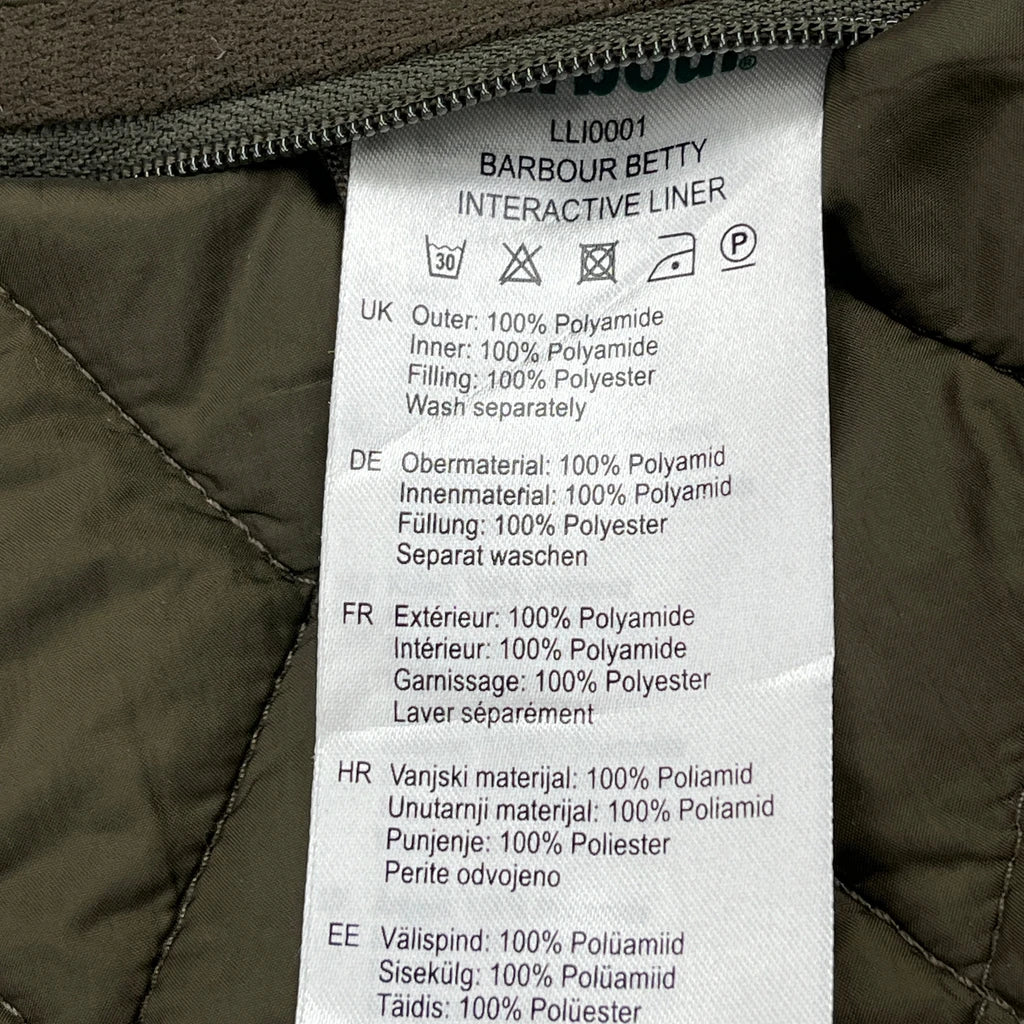 LLI0001
BARBOUR BETTY
INTERACTIVE LINER
30 P
UK Outer: 100% Polyamide
Inner: 100% Polyamide
Filling: 100% Polyester
Wash separately
DE Obermaterial: 100% Polyamid
Innenmaterial: 100% Polyamid
Füllung: 100% Polyester
Separat waschen
FR Extérieur: 100% Polyamide
Intérieur: 100% Polyamide
Garnissage: 100% Polyester
Laver séparément
HR Vanjski materijal: 100% Poliamid
Unutarnji materijal: 100% Poliamid
Punjenje: 100% Poliester
Perite odvojeno
EE Välispind: 100% Polüamiid
Sisekülg: 100% Polüamiid
Täidis: 100% Polüester